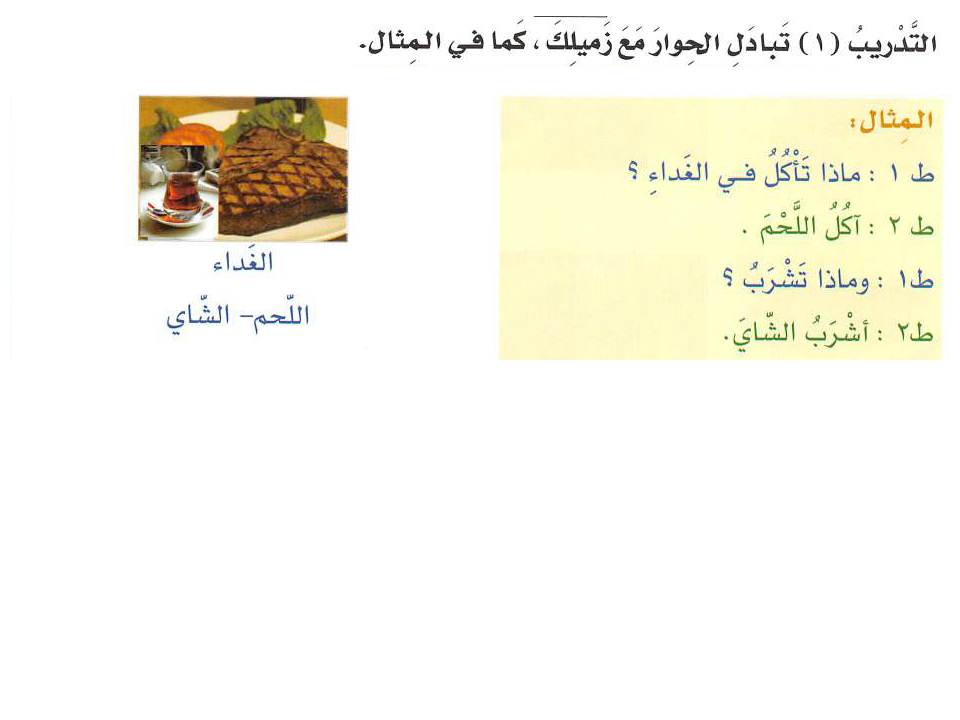 التَّدْريبُ (١) تَبادَلِ الحِوارَ مَعَ زَميلِكَ ، كَما في المِثال.
المِثال:
ط ١ : ماذا تَأْكُلُ في الغَداءِ ؟
ط ٢ : آكُلُ اللَّحْمَ .
ط١ : وماذا تَشْرَبُ ؟
ط٢ : أشْرَبُ الشّايَ.
الغَداء
اللّحم- الشّاي